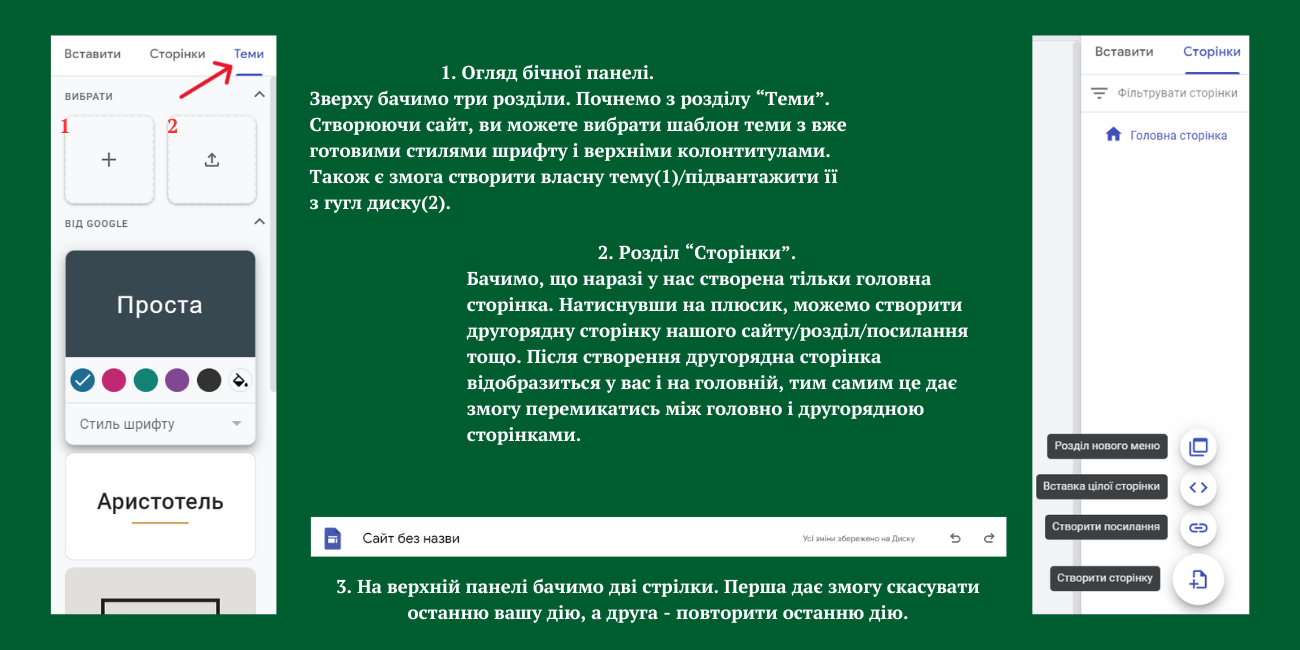 Вставити Сторінки Теми
ВИБРАТИ
1 2
ВІД GOOGLE
Проста
Стиль шрифту
Аристотель
1. Огляд бічної панелі.
Зверху бачимо три розділи. Почнемо з розділу “Теми”.
Створюючи сайт, ви можете вибрати шаблон теми з вже
готовими стилями шрифту і верхніми колонтитулами.
Також є змога створити власну тему(1)/підвантажити її
з гугл диску(2).
2. Розділ “Сторінки”.
Бачимо, що наразі у нас створена тільки головна
сторінка. Натиснувши на плюсик, можемо створити
другорядну сторінку нашого сайту/розділ/посилання
тощо. Після створення другорядна сторінка
відобразиться у вас і на головній, тим самим це дає
змогу перемикатись між головно і другорядною
сторінками.
Сайт без назви Усі зміни збережено на Диску
3. На верхній панелі бачимо дві стрілки. Перша дає змогу скасувати
останню вашу дію, а друга - повторити останню дію.
Вставити Сторінки
Фільтрувати сторінки
Головна сторінка
Розділ нового меню
Вставка цілої сторінки
Створити посилання
Створити сторінку